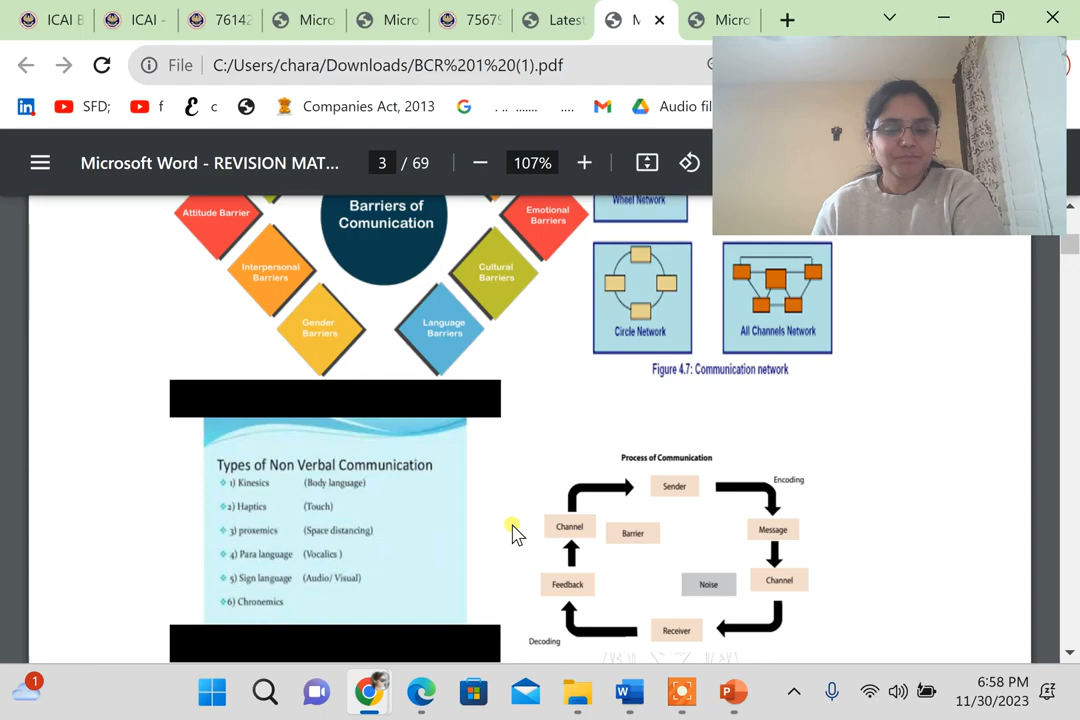 ICAI B
ICAI -
76142
Micro
Micro
7567
Latest
M
Micro
File
C:/Users/chara/Downloads/BCR%201%20(1).pdf
SFD;
f
c
Companies Act, 2013
. .. ....... ....
Audio fil
Microsoft Word - REVISION MAT...
3 / 69
107%
Barriers of
Comunication
Attitude Barrier
Interpersonal
Barriers
Gender
Barriers
Emotional
Barriers
Cultural
Barriers
Language
Barriers
Wheel Network
Circle Network
All Channels Network
Figure 4.7: Communication network
Types of Non Verbal Communication
1) Kinesics (Body language)
2) Haptics (Touch)
3) proxemics (Space distancing)
4) Para language (Vocalics )
5) Sign language (Audio/ Visual)
6) Chronemics
Process of Communication
Sender
Encoding
Message
Channel
Receiver
Decoding
Feedback
Channel
Barrier
Noise
1
6:58 PM
11/30/2023